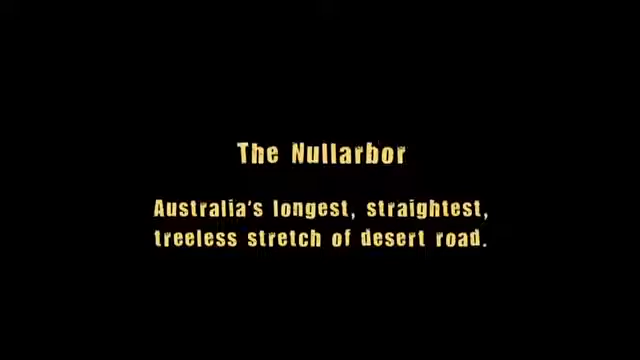 The Nullarbor
Australia's longest, straightest,
treeless stretch of desert road.